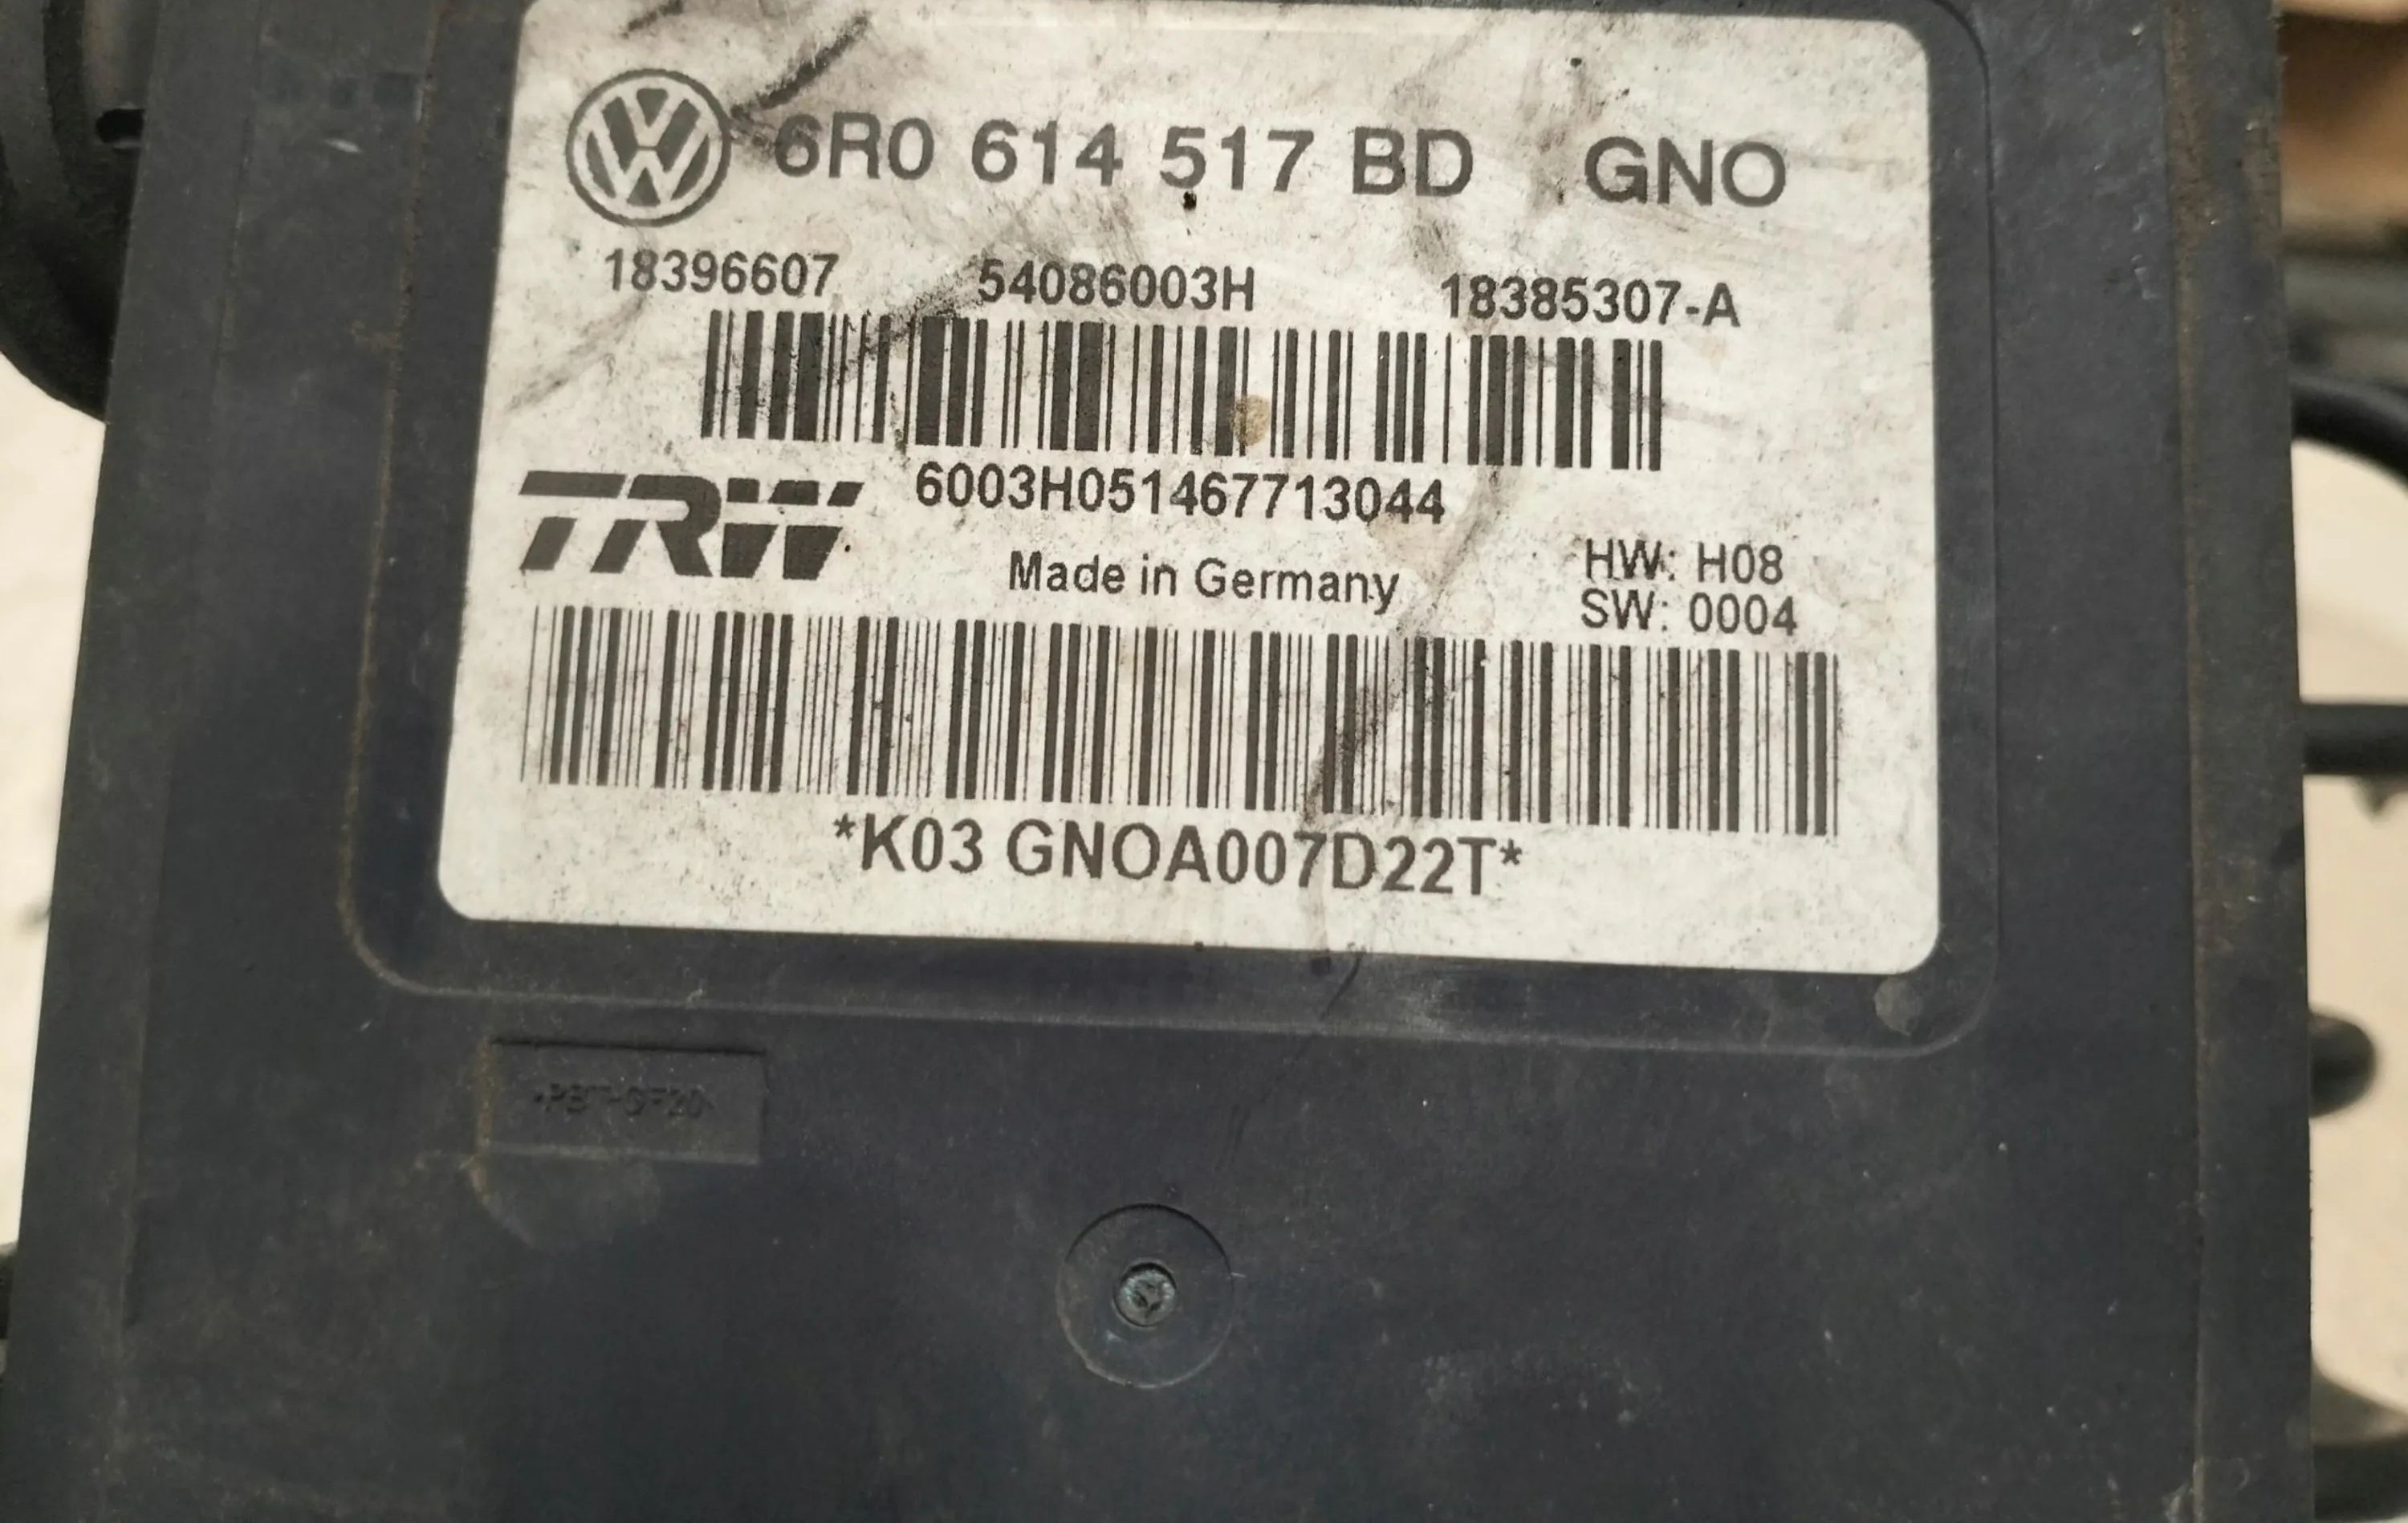 6R0 614 517 BD GNO
18396607 54086003H 18385307-A
6003H051467713044
TRW
Made in Germany
HW: H08
SW: 0004
*K03 GNOA007D22T*